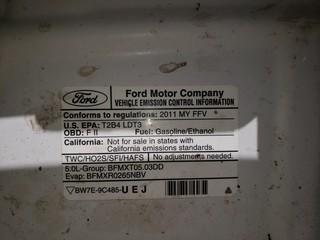 Ford
Ford Motor Company
VEHICLE EMISSION CONTROL INFORMATION
Conforms to regulations: 2011 MY FFV *
U.S. EPA: T2B4 LDT3
OBD: F II Fuel: Gasoline/Ethanol
California: Not for sale in states with
California emissions standards.
TWC/HO2S/SFI/HAFS No adjustments needed.
5.0L-Group: BFMXT05.03DD
Evap: BFMXR0265NBV
BW7E-9C485-UEJ